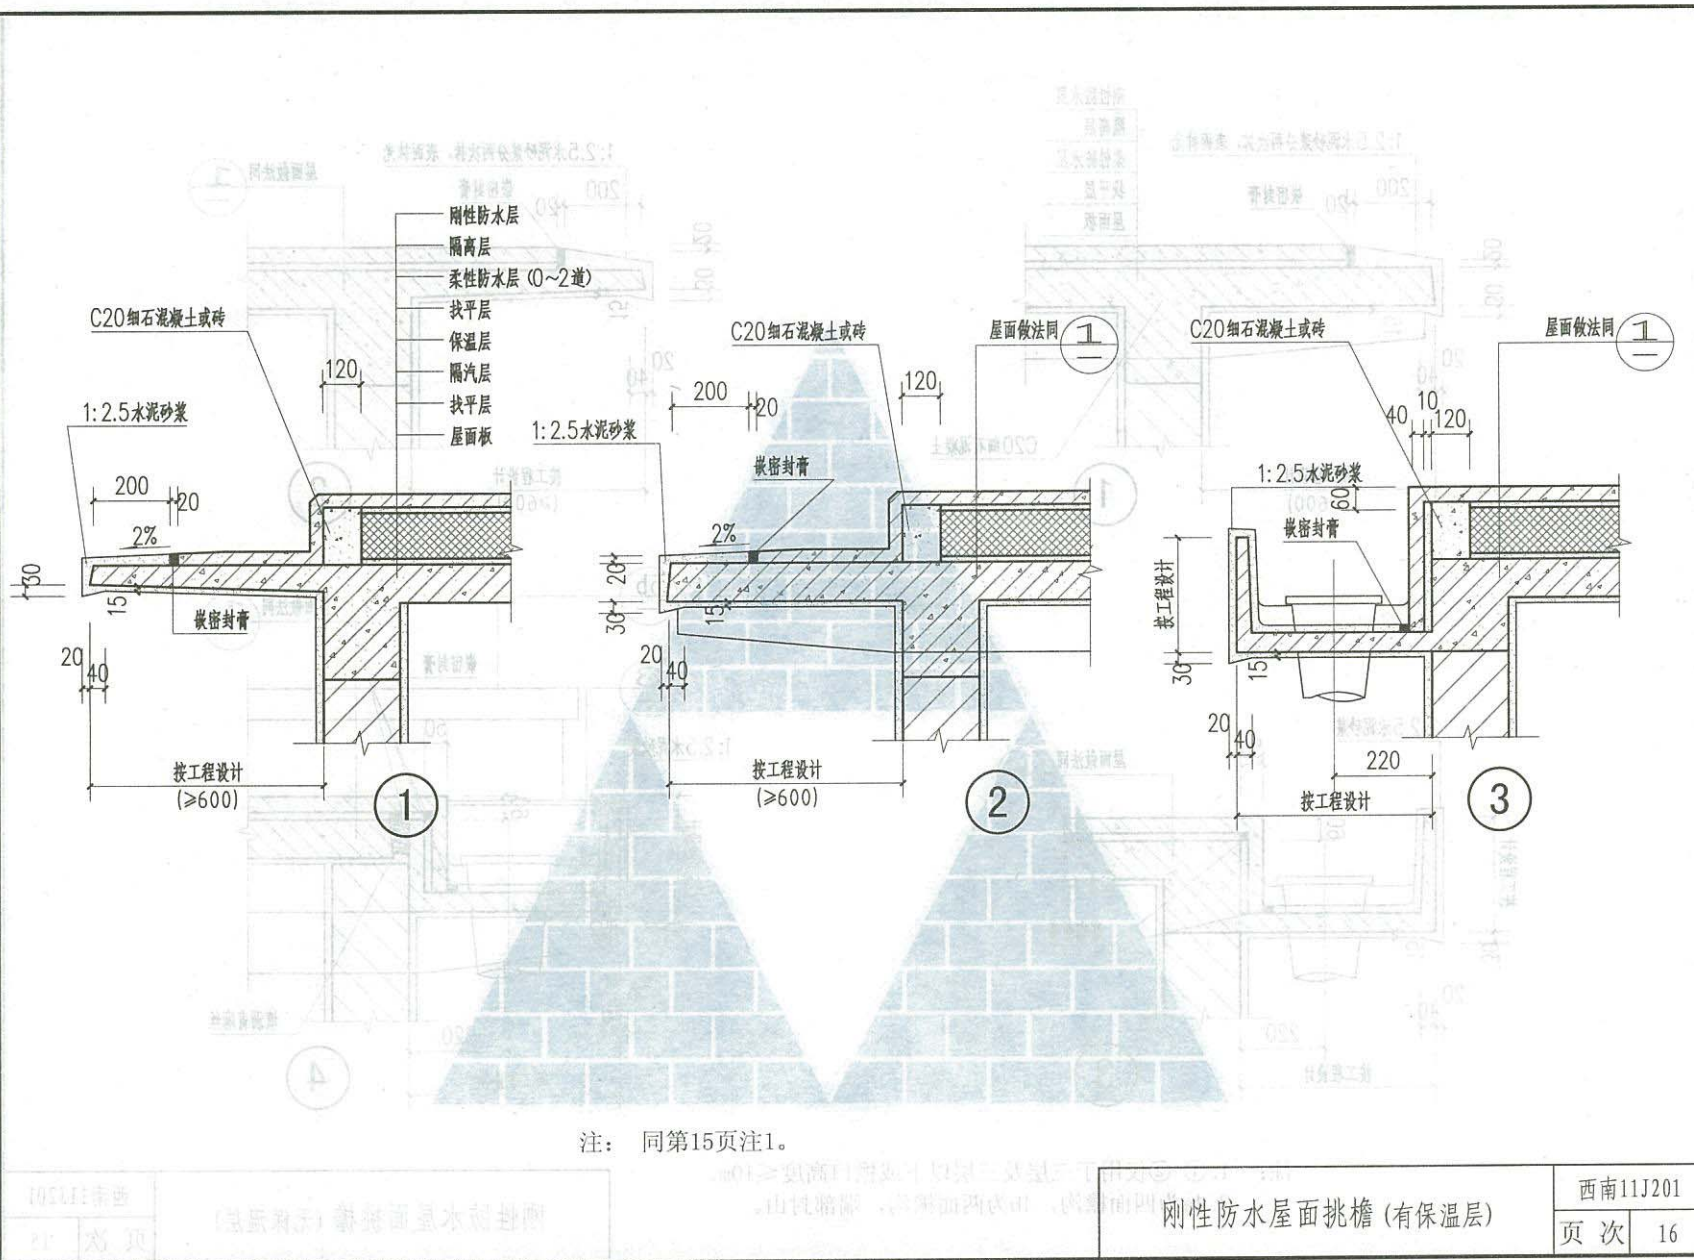 刚性防水层
隔离层
柔性防水层 (0~2道)
找平层
保温层
隔汽层
找平层
屋面板
C20细石混凝土或砖
120
1:2.5水泥砂浆
200
20
2%
30
15
嵌密封膏
20
40
按工程设计
(≥600)
1
C20细石混凝土或砖
屋面做法同
1
200
20
120
1:2.5水泥砂浆
嵌密封膏
2%
20
30
15
20
40
按工程设计
(≥600)
2
C20细石混凝土或砖
屋面做法同
1
10
40
120
1:2.5水泥砂浆
60
嵌密封膏
按工程设计
30
15
20
40
220
按工程设计
3
注: 同第15页注1。
刚性防水屋面挑檐 (有保温层)
西南11J201
页 次 16